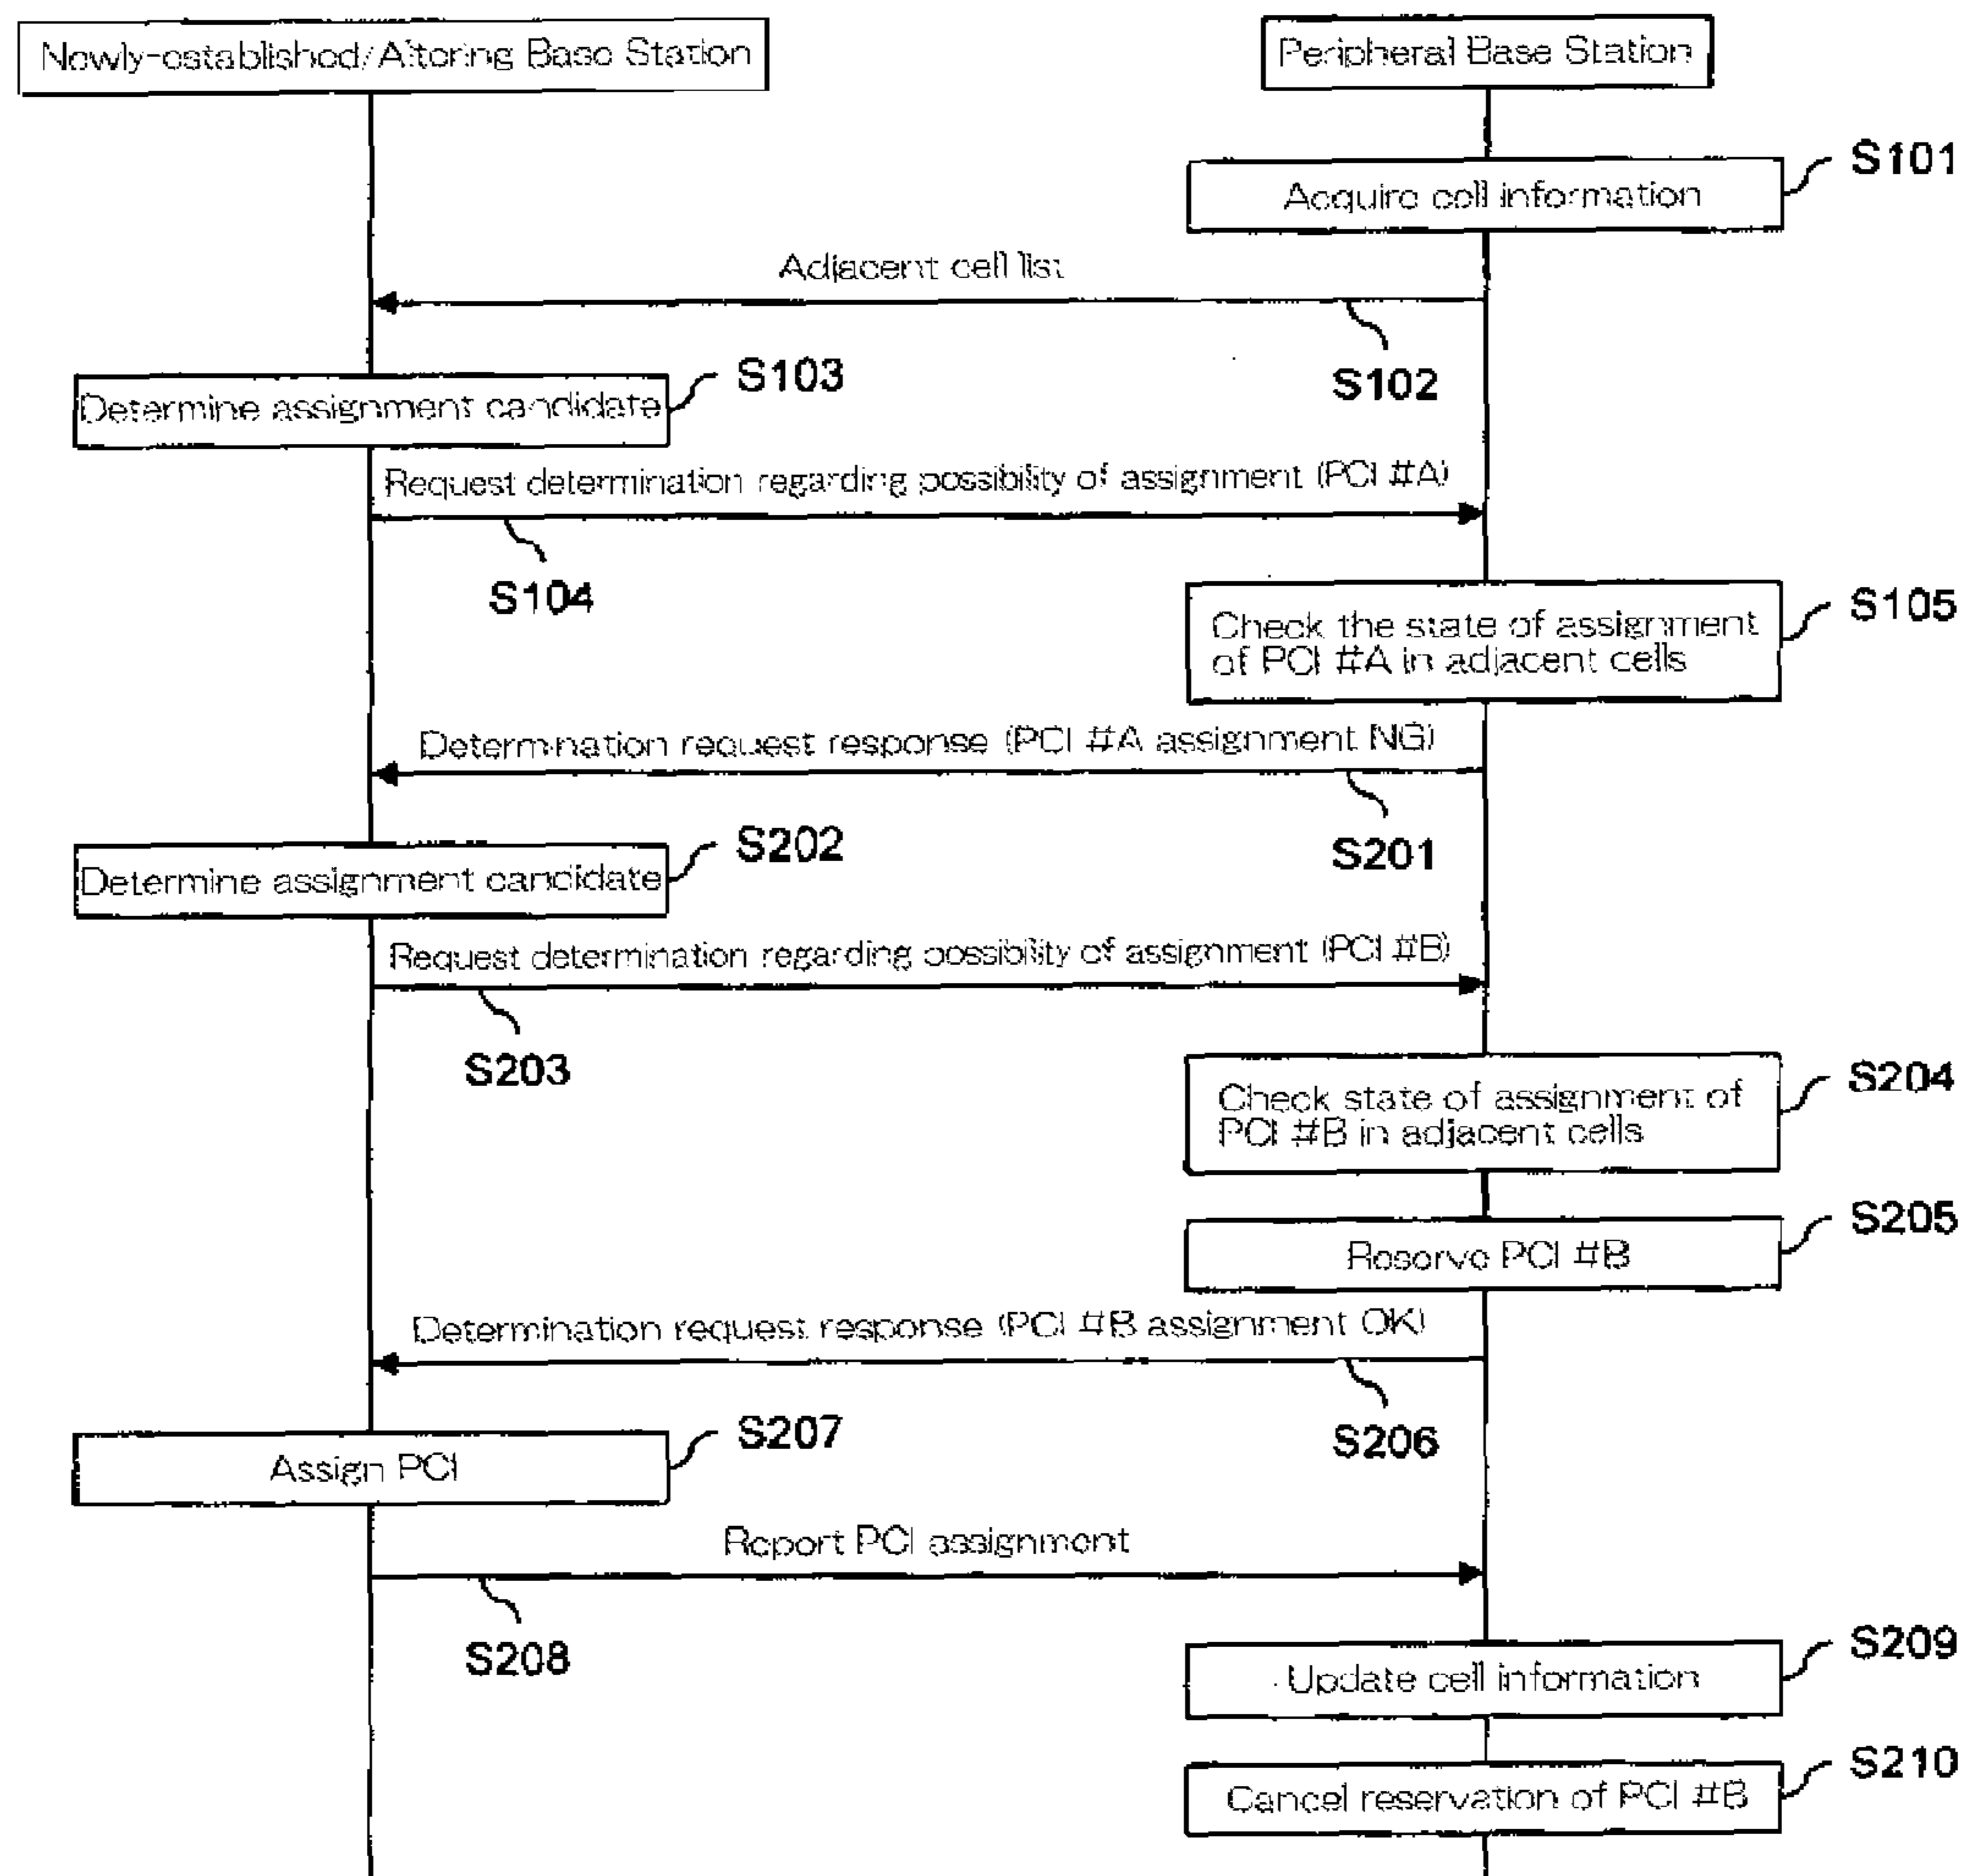 Newly-established/Altering Base Station
Peripheral Base Station
S101
Acquire cell information
Adjacent cell list
S102
S103
Determine assignment candidate
Request determination regarding possibility of assignment (PCI #A)
S104
S105
Check the state of assignment
of PCI #A in adjacent cells
Determination request response (PCI #A assignment NG)
S201
S202
Determine assignment candidate
Request determination regarding possibility of assignment (PCI #B)
S203
S204
Check state of assignment of
PCI #B in adjacent cells
S205
Reserve PCI #B
Determination request response (PCI #B assignment OK)
S206
S207
Assign PCI
Report PCI assignment
S208
S209
Update cell information
S210
Cancel reservation of PCI #B